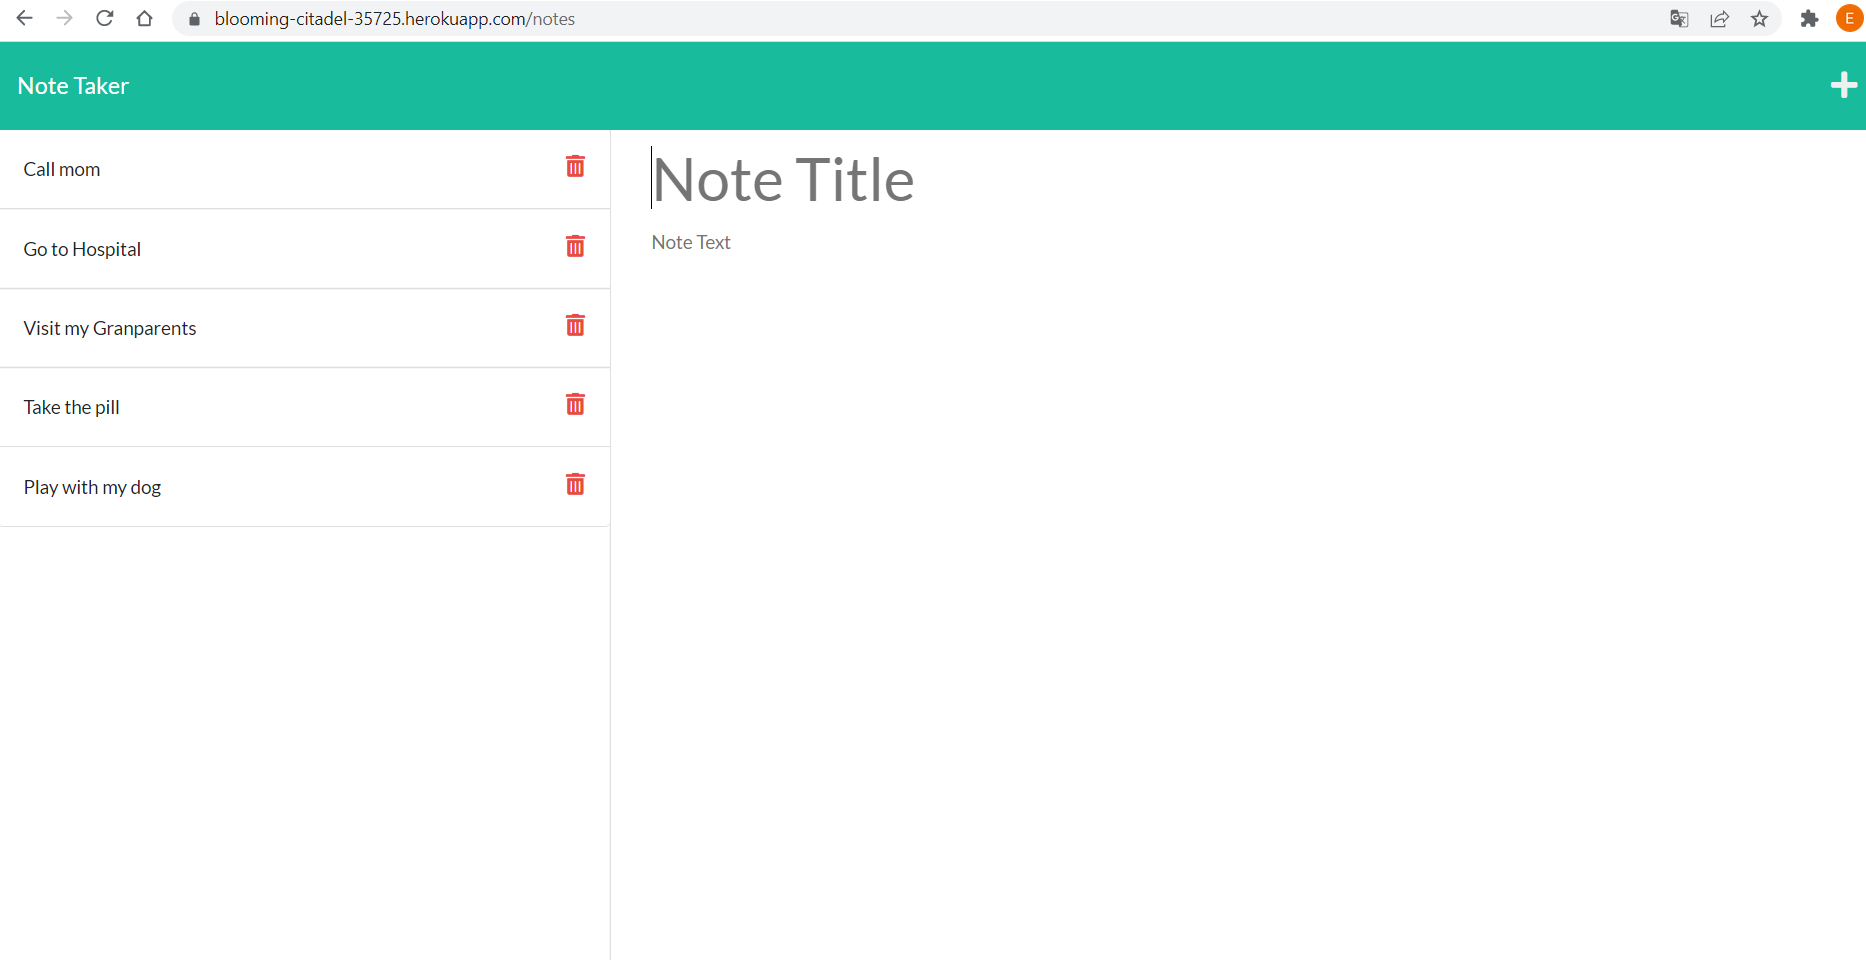 blooming-citadel-35725.herokuapp.com/notes
E
Note Taker
Call mom
Go to Hospital
Visit my Granparents
Take the pill
Play with my dog
Note Title
Note Text